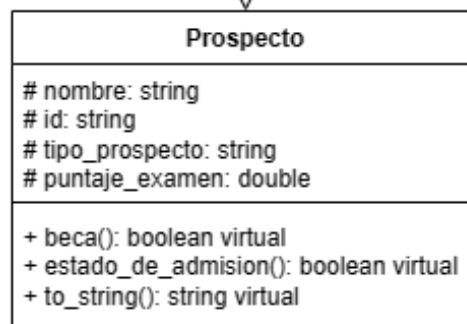 Prospecto
# nombre: string
# id: string
# tipo_prospecto: string
# puntaje_examen: double
+ beca(): boolean virtual
+ estado_de_admision(): boolean virtual
+ to_string(): string virtual